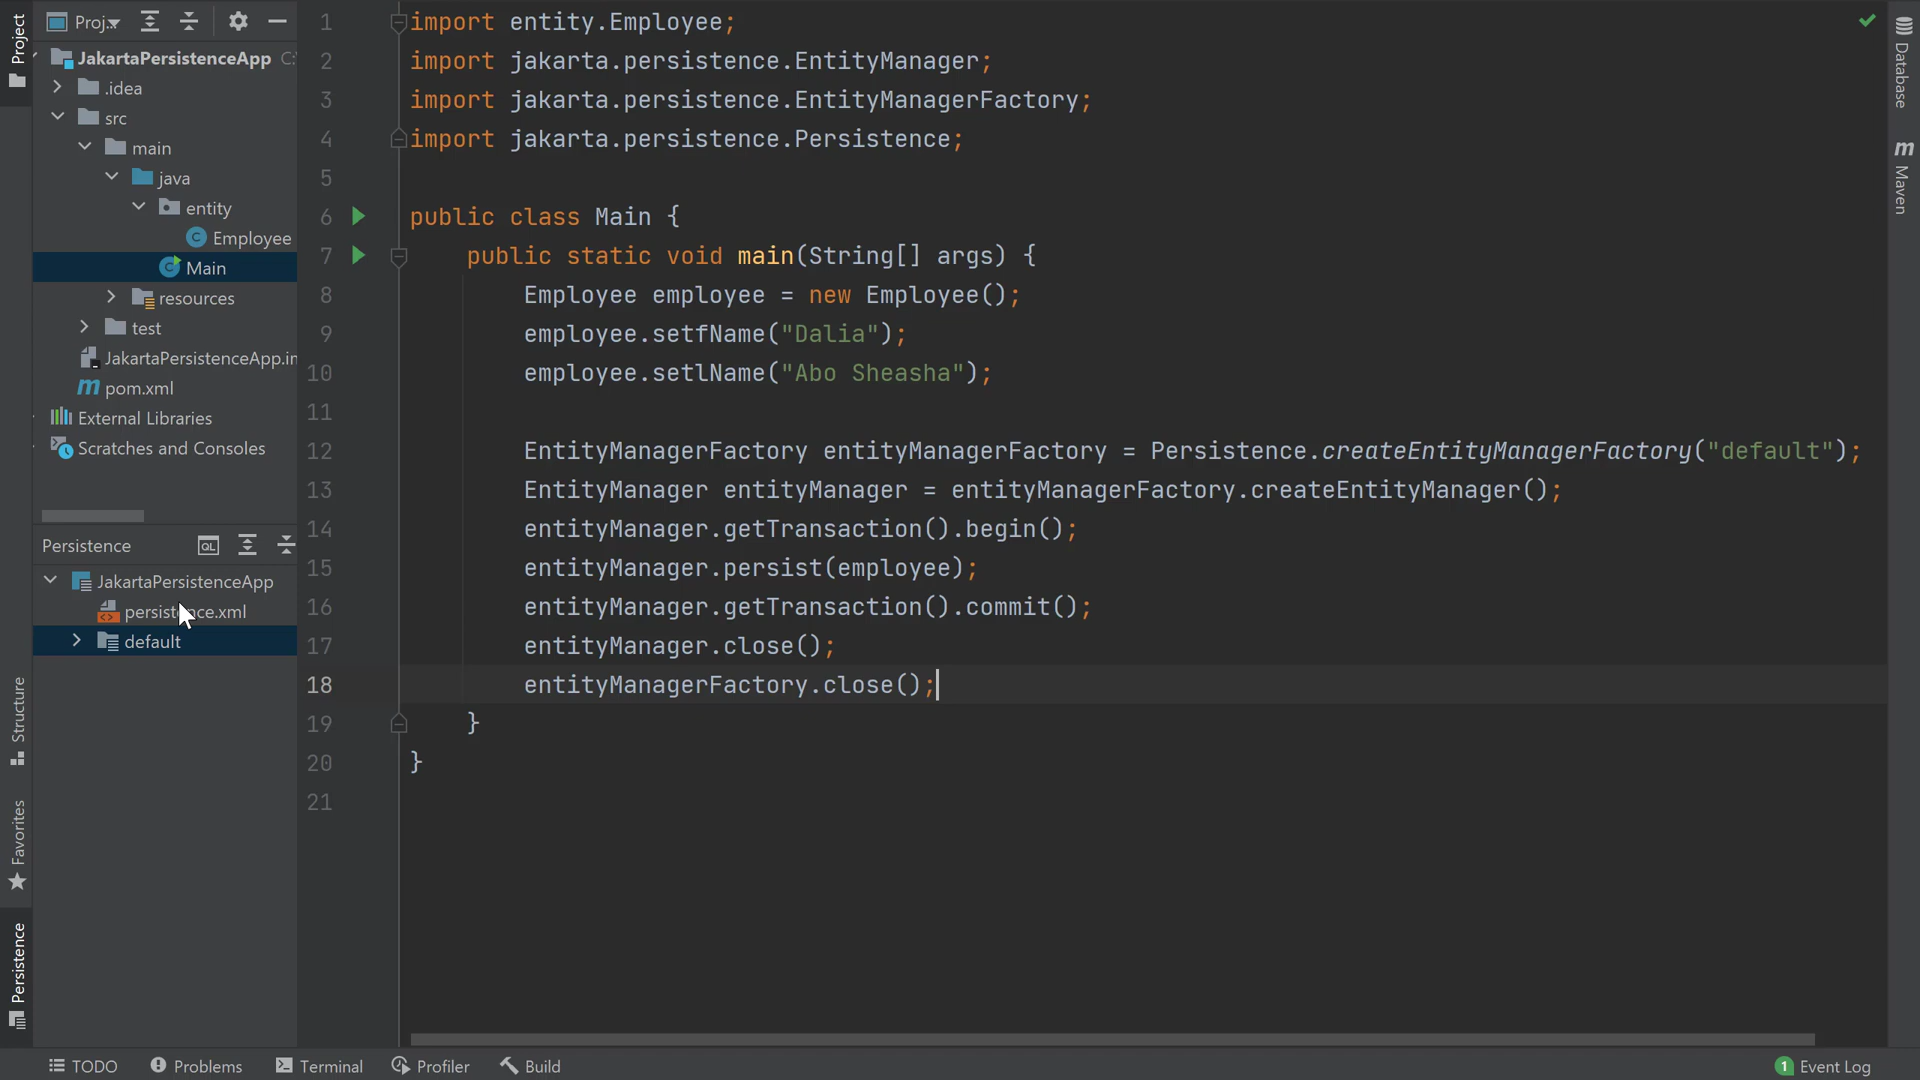 Project
Proj..
JakartaPersistenceApp C:
.idea
src
main
java
entity
Employee
Main
resources
test
JakartaPersistenceApp.im
pom.xml
External Libraries
Scratches and Consoles
Persistence
JakartaPersistenceApp
persistence.xml
default
Structure
Favorites
Persistence
1 import entity.Employee;
2 import jakarta.persistence.EntityManager;
3 import jakarta.persistence.EntityManagerFactory;
4 import jakarta.persistence.Persistence;
5
6 public class Main {
7 public static void main(String[] args) {
8 Employee employee = new Employee();
9 employee.setfName("Dalia");
10 employee.setlName("Abo Sheasha");
11
12 EntityManagerFactory entityManagerFactory = Persistence.createEntityManagerFactory("default");
13 EntityManager entityManager = entityManagerFactory.createEntityManager();
14 entityManager.getTransaction().begin();
15 entityManager.persist(employee);
16 entityManager.getTransaction().commit();
17 entityManager.close();
18 entityManagerFactory.close();
19 }
20 }
21
Database
m Maven
TODO Problems Terminal Profiler Build 1 Event Log